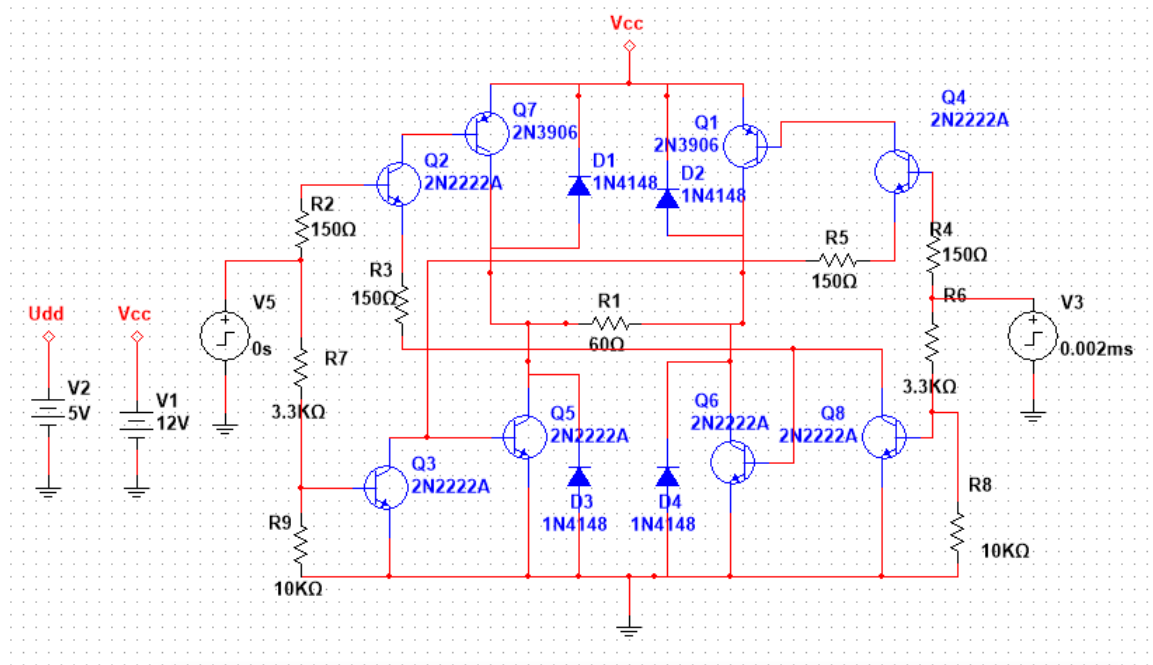 Vcc
Q7
2N3906
Q1
2N3906
Q4
2N2222A
Q2
2N2222A
D1
1N4148
D2
1N4148
R2
150Ω
R4
150Ω
R5
150Ω
R3
150Ω
R6
3.3KΩ
R1
60Ω
V5
0s
V3
0.002ms
Udd
Vcc
V2
5V
V1
12V
R7
3.3KΩ
Q5
2N2222A
Q6
2N2222A
Q8
2N2222A
Q3
2N2222A
D3
1N4148
D4
1N4148
R8
10KΩ
R9
10KΩ